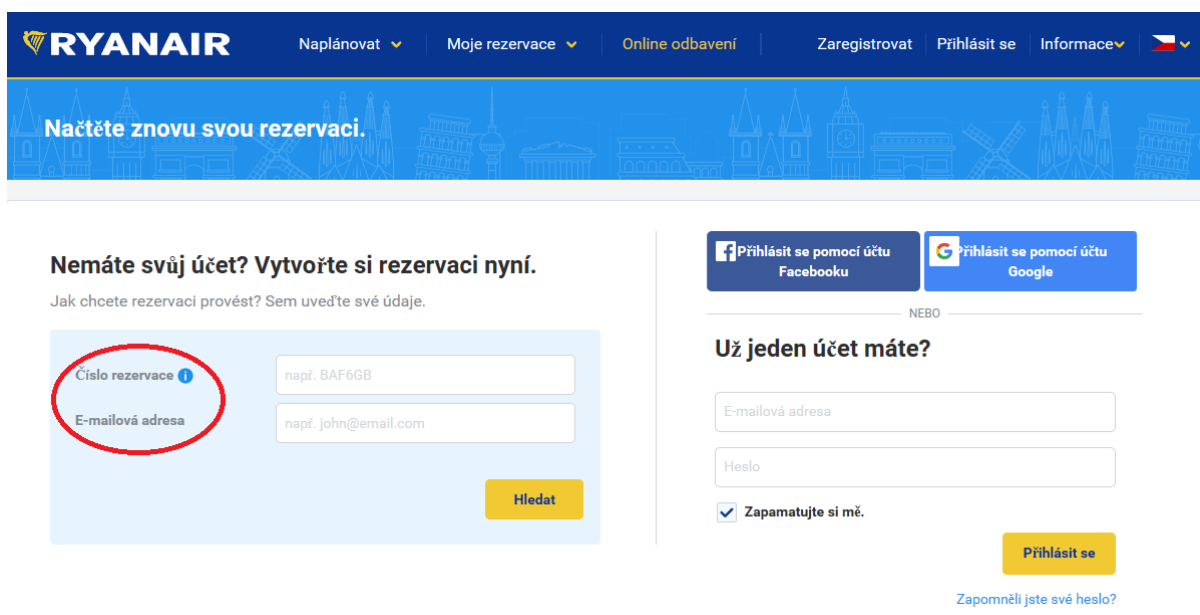 RYANAIR
Naplánovat
Moje rezervace
Online odbavení
Zaregistrovat
Přihlásit se
Informace
Načtěte znovu svou rezervaci.
Nemáte svůj účet? Vytvořte si rezervaci nyní.
Jak chcete rezervaci provést? Sem uveďte své údaje.
Číslo rezervace
např. BAF6GB
E-mailová adresa
např. john@email.com
Hledat
Přihlásit se pomocí účtu
Facebooku
Přihlásit se pomocí účtu
Google
NEBO
Už jeden účet máte?
E-mailová adresa
Heslo
Zapamatujte si mě.
Přihlásit se
Zapomněli jste své heslo?